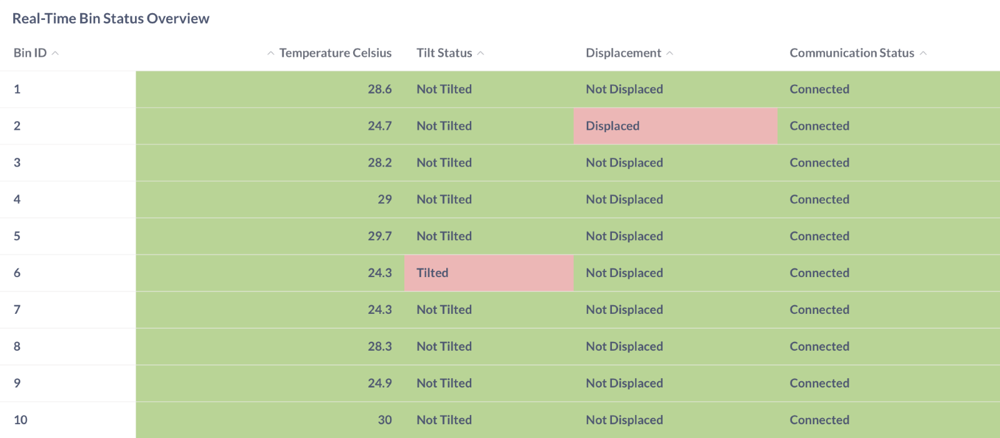 Real-Time Bin Status Overview
Bin ID Temperature Celsius Tilt Status Displacement Communication Status
1 28.6 Not Tilted Not Displaced Connected
2 24.7 Not Tilted Displaced Connected
3 28.2 Not Tilted Not Displaced Connected
4 29 Not Tilted Not Displaced Connected
5 29.7 Not Tilted Not Displaced Connected
6 24.3 Tilted Not Displaced Connected
7 24.3 Not Tilted Not Displaced Connected
8 28.3 Not Tilted Not Displaced Connected
9 24.9 Not Tilted Not Displaced Connected
10 30 Not Tilted Not Displaced Connected